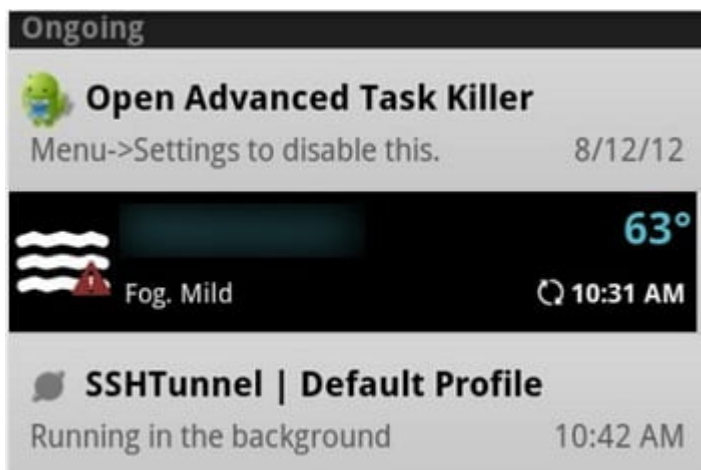 Ongoing
Open Advanced Task Killer
Menu->Settings to disable this. 8/12/12
63°
Fog. Mild 10:31 AM
SSHTunnel | Default Profile
Running in the background 10:42 AM